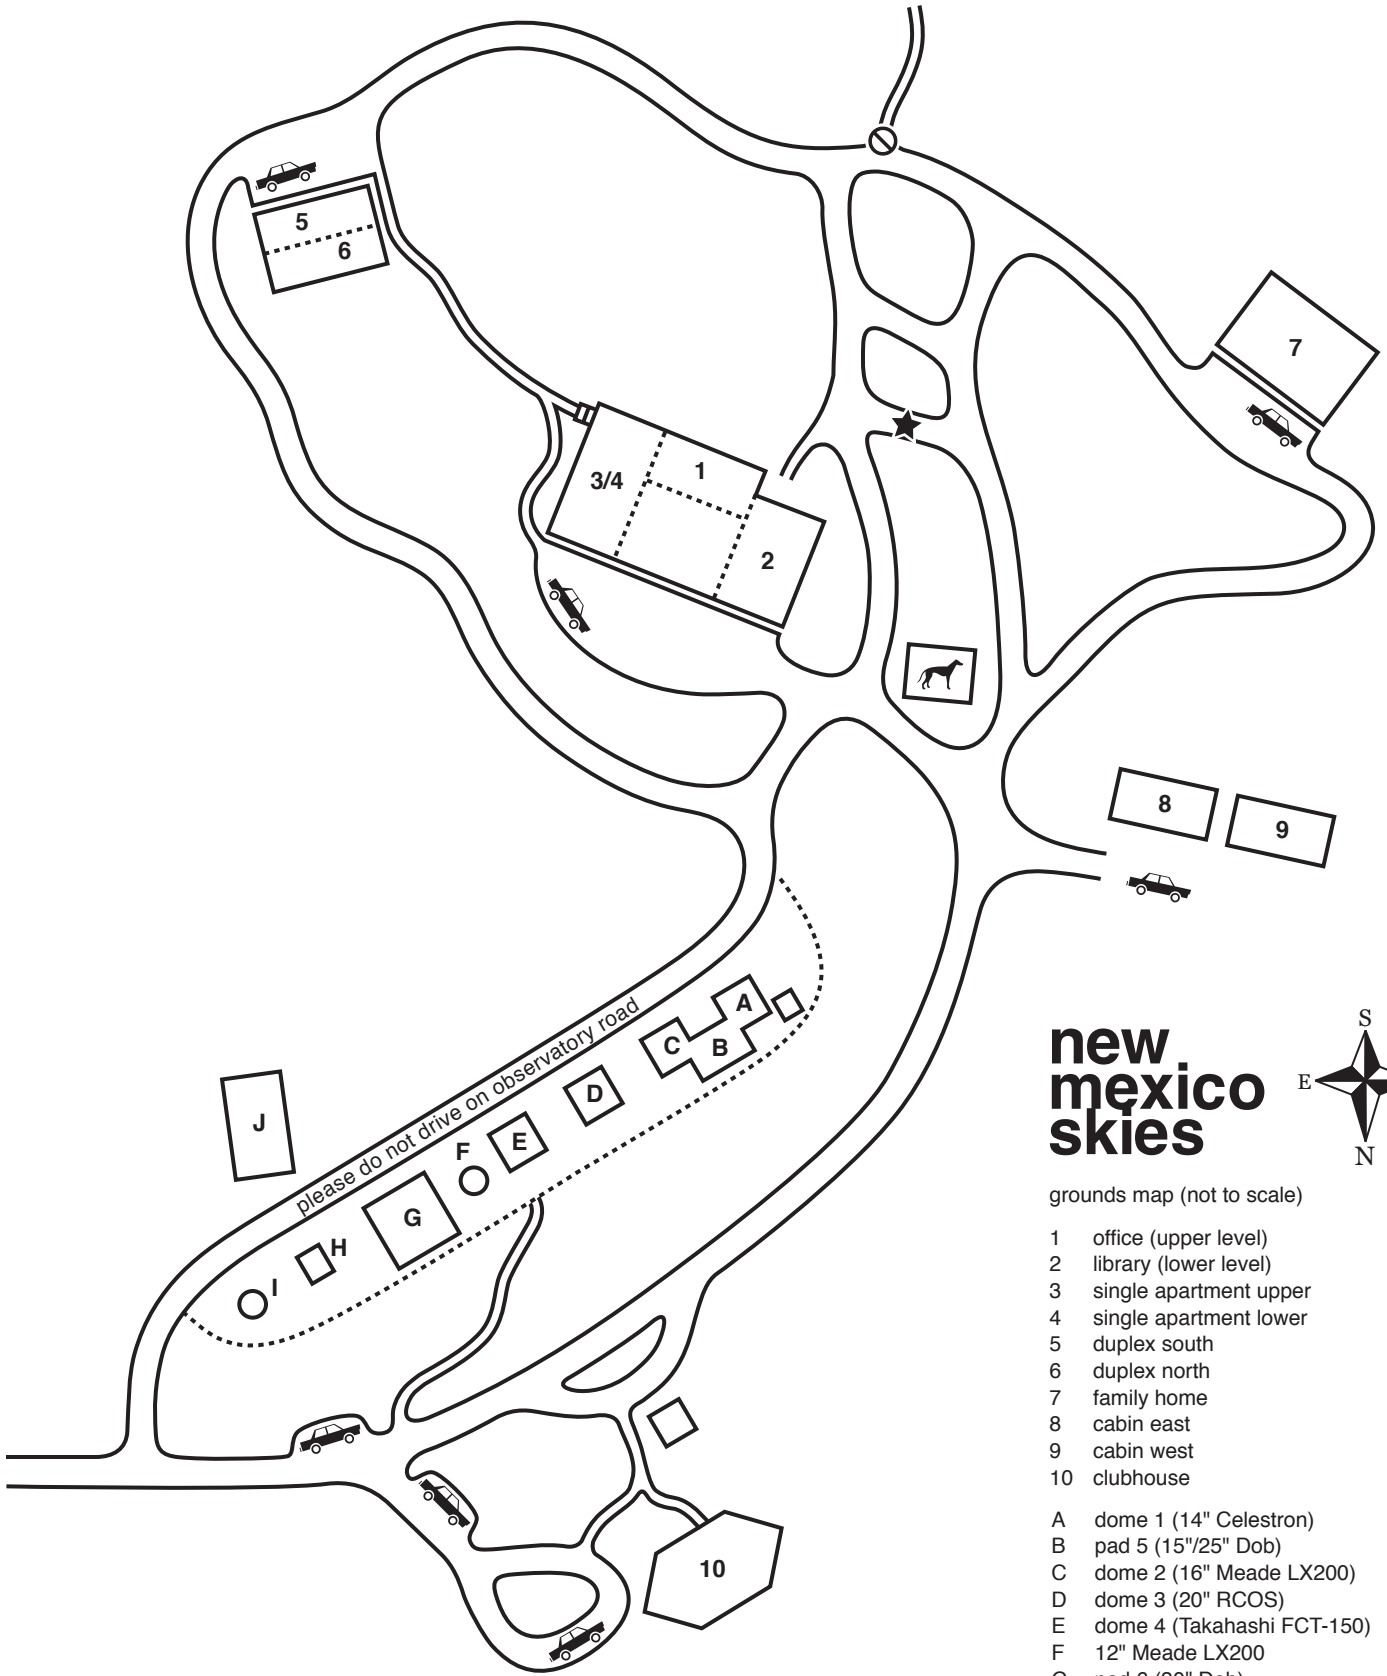 5
6
7
3/4
1
2
8
9
please do not drive on observatory road
A
B
C
D
E
F
G
H
I
J
10
new
mexico
skies
S
E
N
grounds map (not to scale)
1 office (upper level)
2 library (lower level)
3 single apartment upper
4 single apartment lower
5 duplex south
6 duplex north
7 family home
8 cabin east
9 cabin west
10 clubhouse
A dome 1 (14" Celestron)
B pad 5 (15"/25" Dob)
C dome 2 (16" Meade LX200)
D dome 3 (20" RCOS)
E dome 4 (Takahashi FCT-150)
F 12" Meade LX200